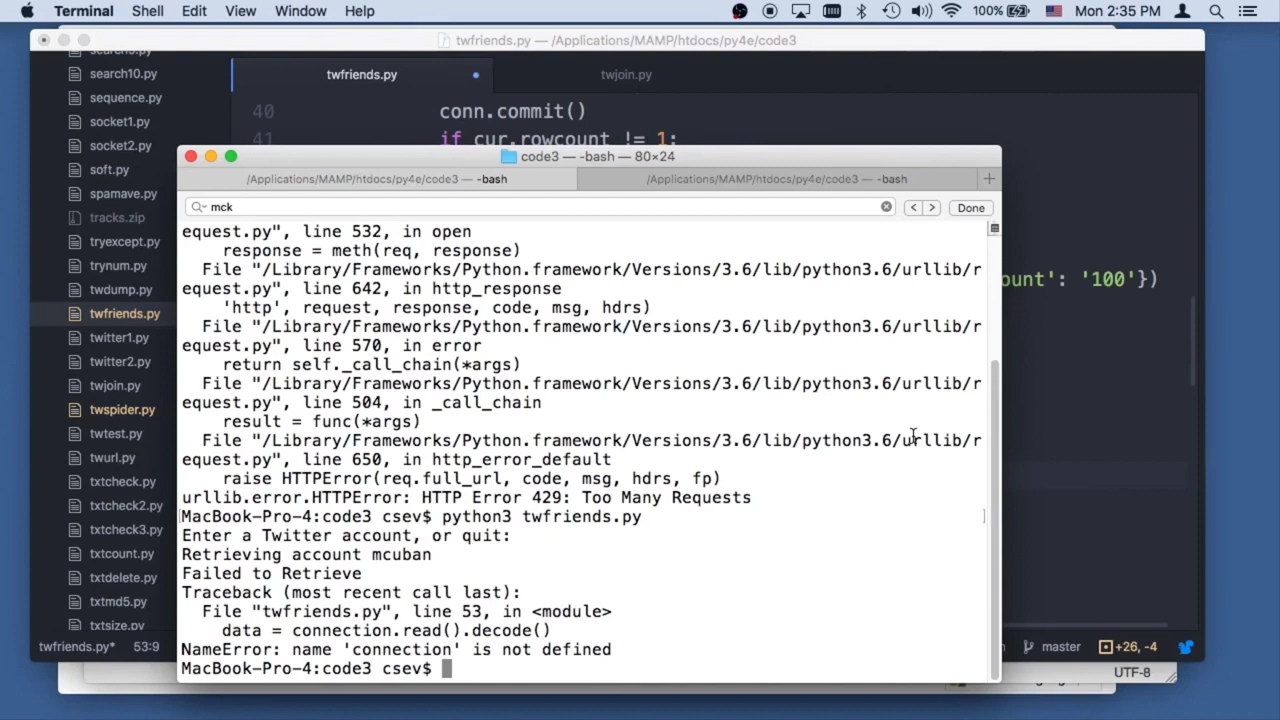 Terminal Shell Edit View Window Help 100% Mon 2:35 PM
twfriends.py — /Applications/MAMP/htdocs/py4e/code3
search10.py
sequence.py
socket1.py
socket2.py
soft.py
spamave.py
tracks.zip
tryexcept.py
trynum.py
twdump.py
twfriends.py
twitter1.py
twitter2.py
twjoin.py
twspider.py
twtest.py
twurl.py
txtcheck.py
txtcheck2.py
txtcheck3.py
txtcount.py
txtdelete.py
txtmd5.py
txtsize.py
twfriends.py twjoin.py
40 conn.commit()
41 if cur.rowcount != 1:
ount': '100'})
code3 — -bash — 80×24
/Applications/MAMP/htdocs/py4e/code3 — -bash /Applications/MAMP/htdocs/py4e/code3 — -bash +
mck Done
equest.py", line 532, in open
response = meth(req, response)
File "/Library/Frameworks/Python.framework/Versions/3.6/lib/python3.6/urllib/r
equest.py", line 642, in http_response
'http', request, response, code, msg, hdrs)
File "/Library/Frameworks/Python.framework/Versions/3.6/lib/python3.6/urllib/r
equest.py", line 570, in error
return self._call_chain(*args)
File "/Library/Frameworks/Python.framework/Versions/3.6/lib/python3.6/urllib/r
equest.py", line 504, in _call_chain
result = func(*args)
File "/Library/Frameworks/Python.framework/Versions/3.6/lib/python3.6/urllib/r
equest.py", line 650, in http_error_default
raise HTTPError(req.full_url, code, msg, hdrs, fp)
urllib.error.HTTPError: HTTP Error 429: Too Many Requests
MacBook-Pro-4:code3 csev$ python3 twfriends.py
Enter a Twitter account, or quit:
Retrieving account mcuban
Failed to Retrieve
Traceback (most recent call last):
File "twfriends.py", line 53, in <module>
data = connection.read().decode()
NameError: name 'connection' is not defined
MacBook-Pro-4:code3 csev$
twfriends.py* 53:9 master +26, -4
UTF-8